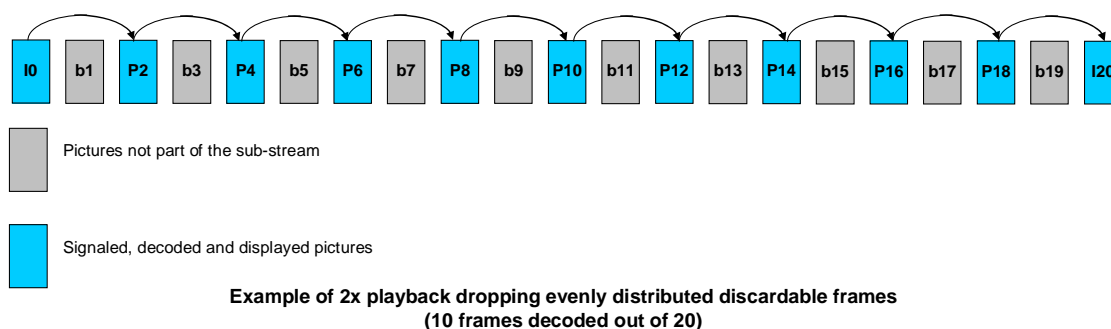 I0 b1 P2 b3 P4 b5 P6 b7 P8 b9 P10 b11 P12 b13 P14 b15 P16 b17 P18 b19 I20
Pictures not part of the sub-stream
Signaled, decoded and displayed pictures
Example of 2x playback dropping evenly distributed discardable frames
(10 frames decoded out of 20)